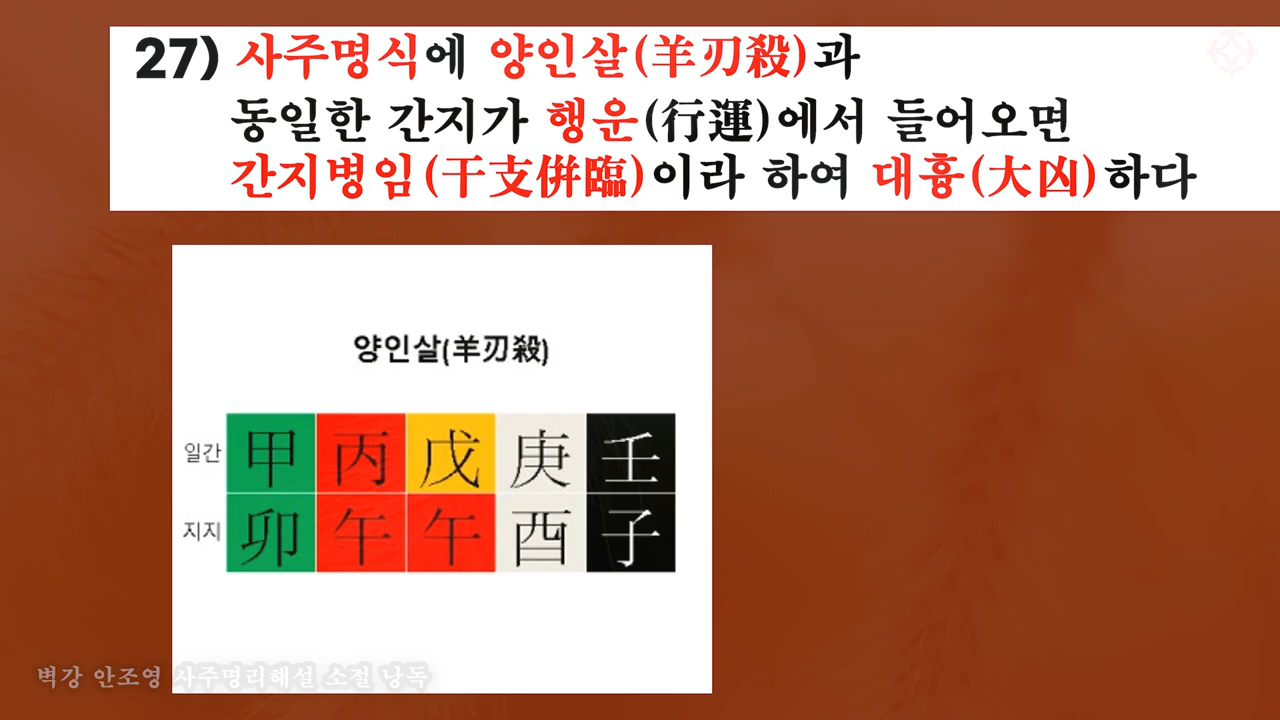 27) 사주명식에 양인살(羊刃殺)과
동일한 간지가 행운(行運)에서 들어오면
간지병임(干支倂臨)이라 하여 대흉(大凶)하다
양인살(羊刃殺)
일간 甲 丙 戊 庚 壬
지지 卯 午 午 酉 子
벽강 안조영 사주명리해설 소절 낭독